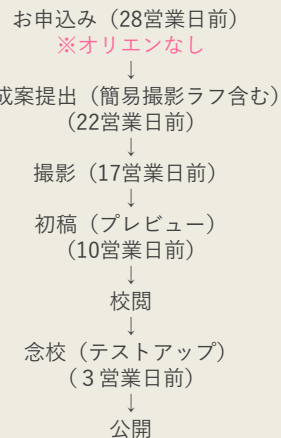 お申込み（28営業日前）
※オリエンなし
↓
成案提出（簡易撮影ラフ含む）
（22営業日前）
↓
撮影（17営業日前）
↓
初稿（プレビュー）
（10営業日前）
↓
校閲
↓
念校（テストアップ）
（３営業日前）
↓
公開